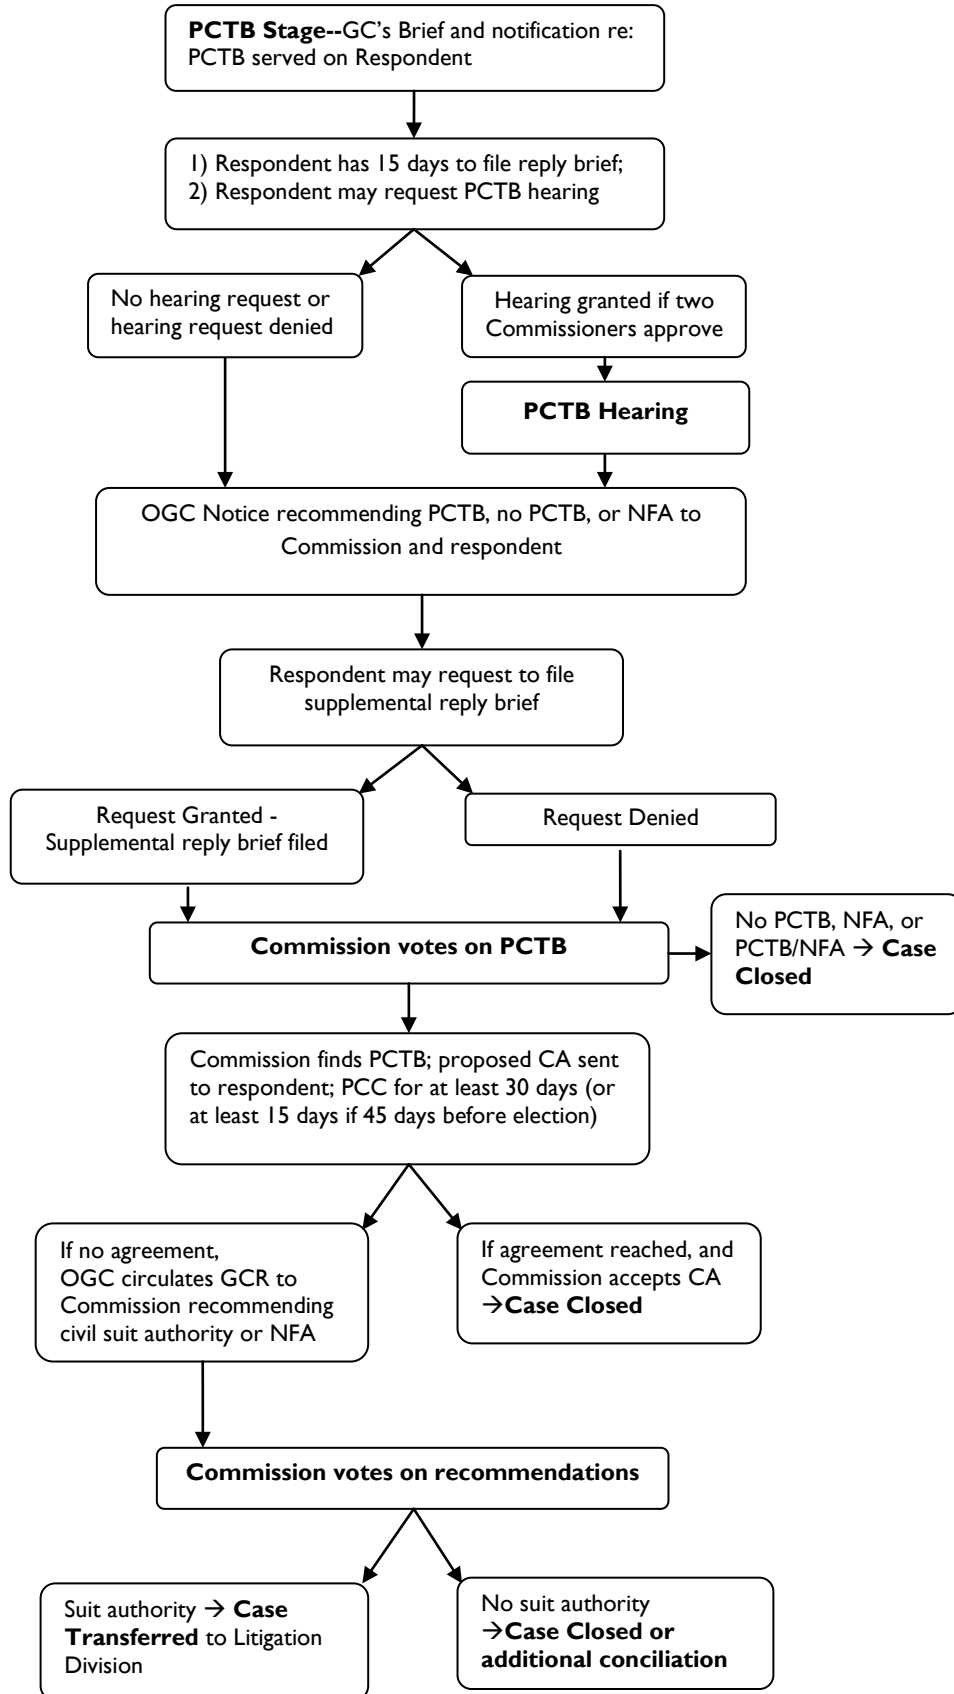 PCTB Stage--GC's Brief and notification re:
PCTB served on Respondent
1) Respondent has 15 days to file reply brief;
2) Respondent may request PCTB hearing
No hearing request or
hearing request denied
Hearing granted if two
Commissioners approve
PCTB Hearing
OGC Notice recommending PCTB, no PCTB, or NFA to
Commission and respondent
Respondent may request to file
supplemental reply brief
Request Granted -
Supplemental reply brief filed
Request Denied
Commission votes on PCTB
No PCTB, NFA, or
PCTB/NFA → Case
Closed
Commission finds PCTB; proposed CA sent
to respondent; PCC for at least 30 days (or
at least 15 days if 45 days before election)
If no agreement,
OGC circulates GCR to
Commission recommending
civil suit authority or NFA
If agreement reached, and
Commission accepts CA
→Case Closed
Commission votes on recommendations
Suit authority → Case
Transferred to Litigation
Division
No suit authority
→Case Closed or
additional conciliation